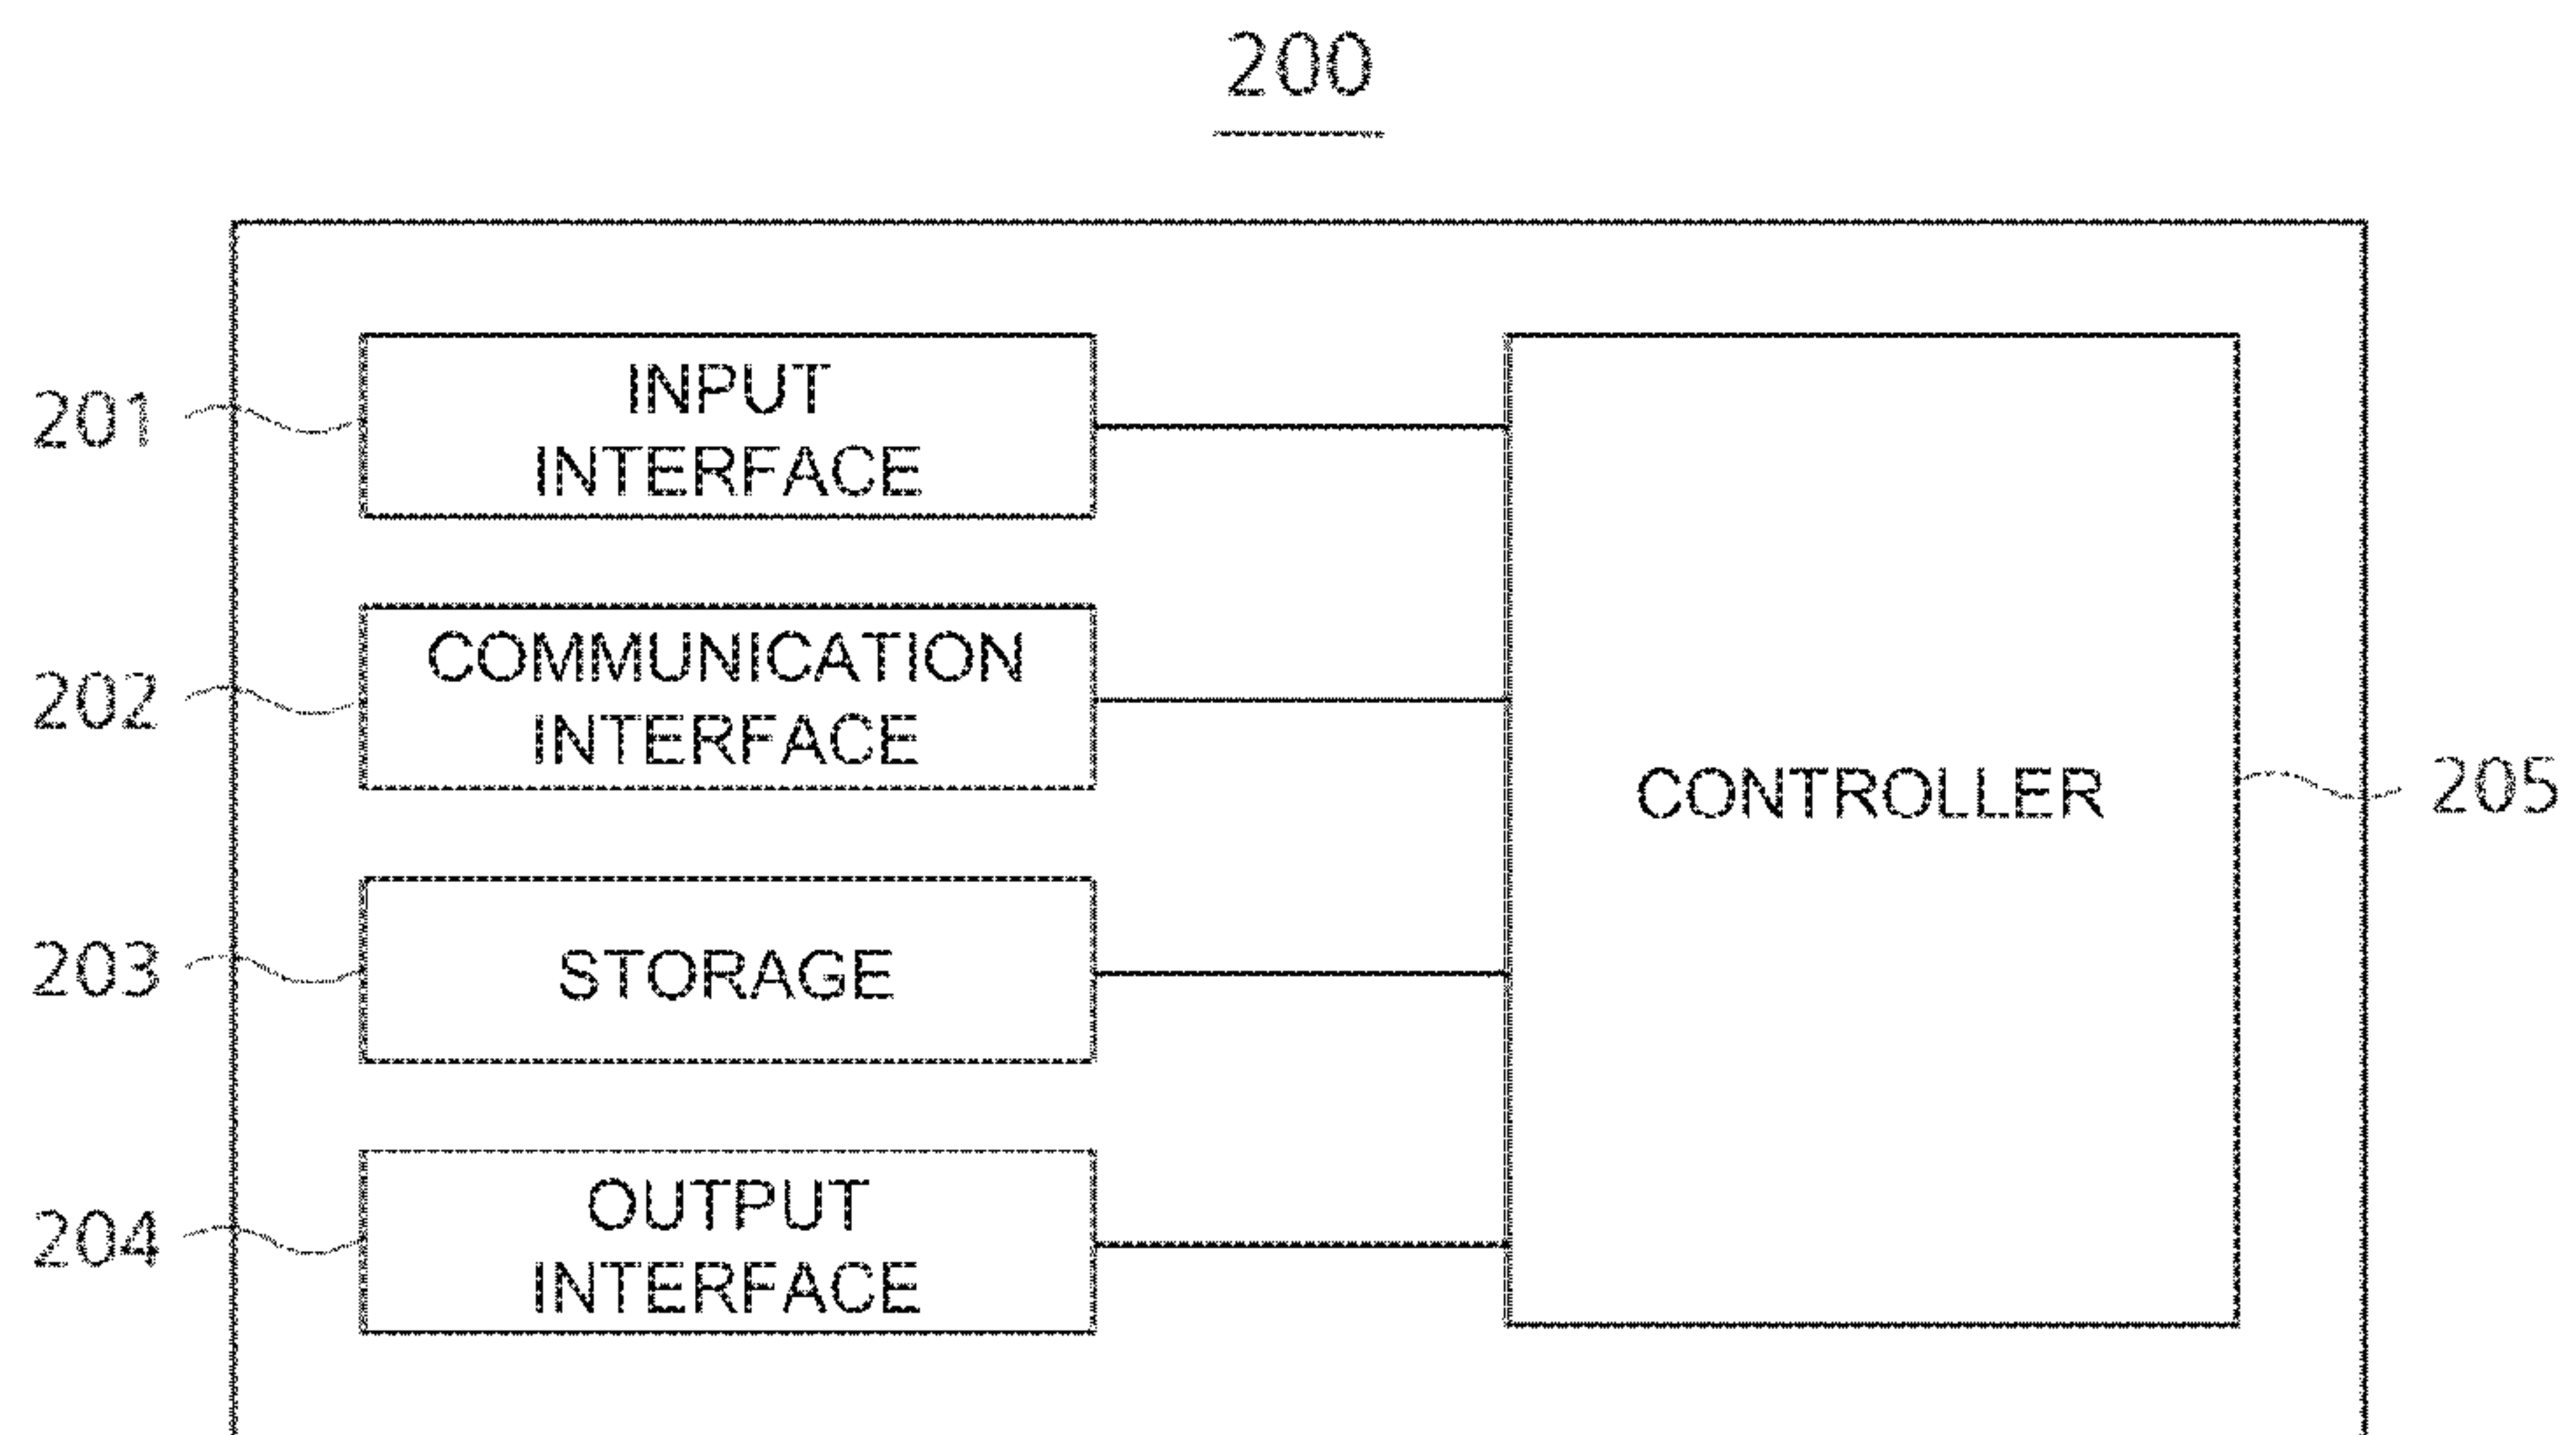 200
201
INPUT
INTERFACE
202
COMMUNICATION
INTERFACE
203
STORAGE
204
OUTPUT
INTERFACE
CONTROLLER
205